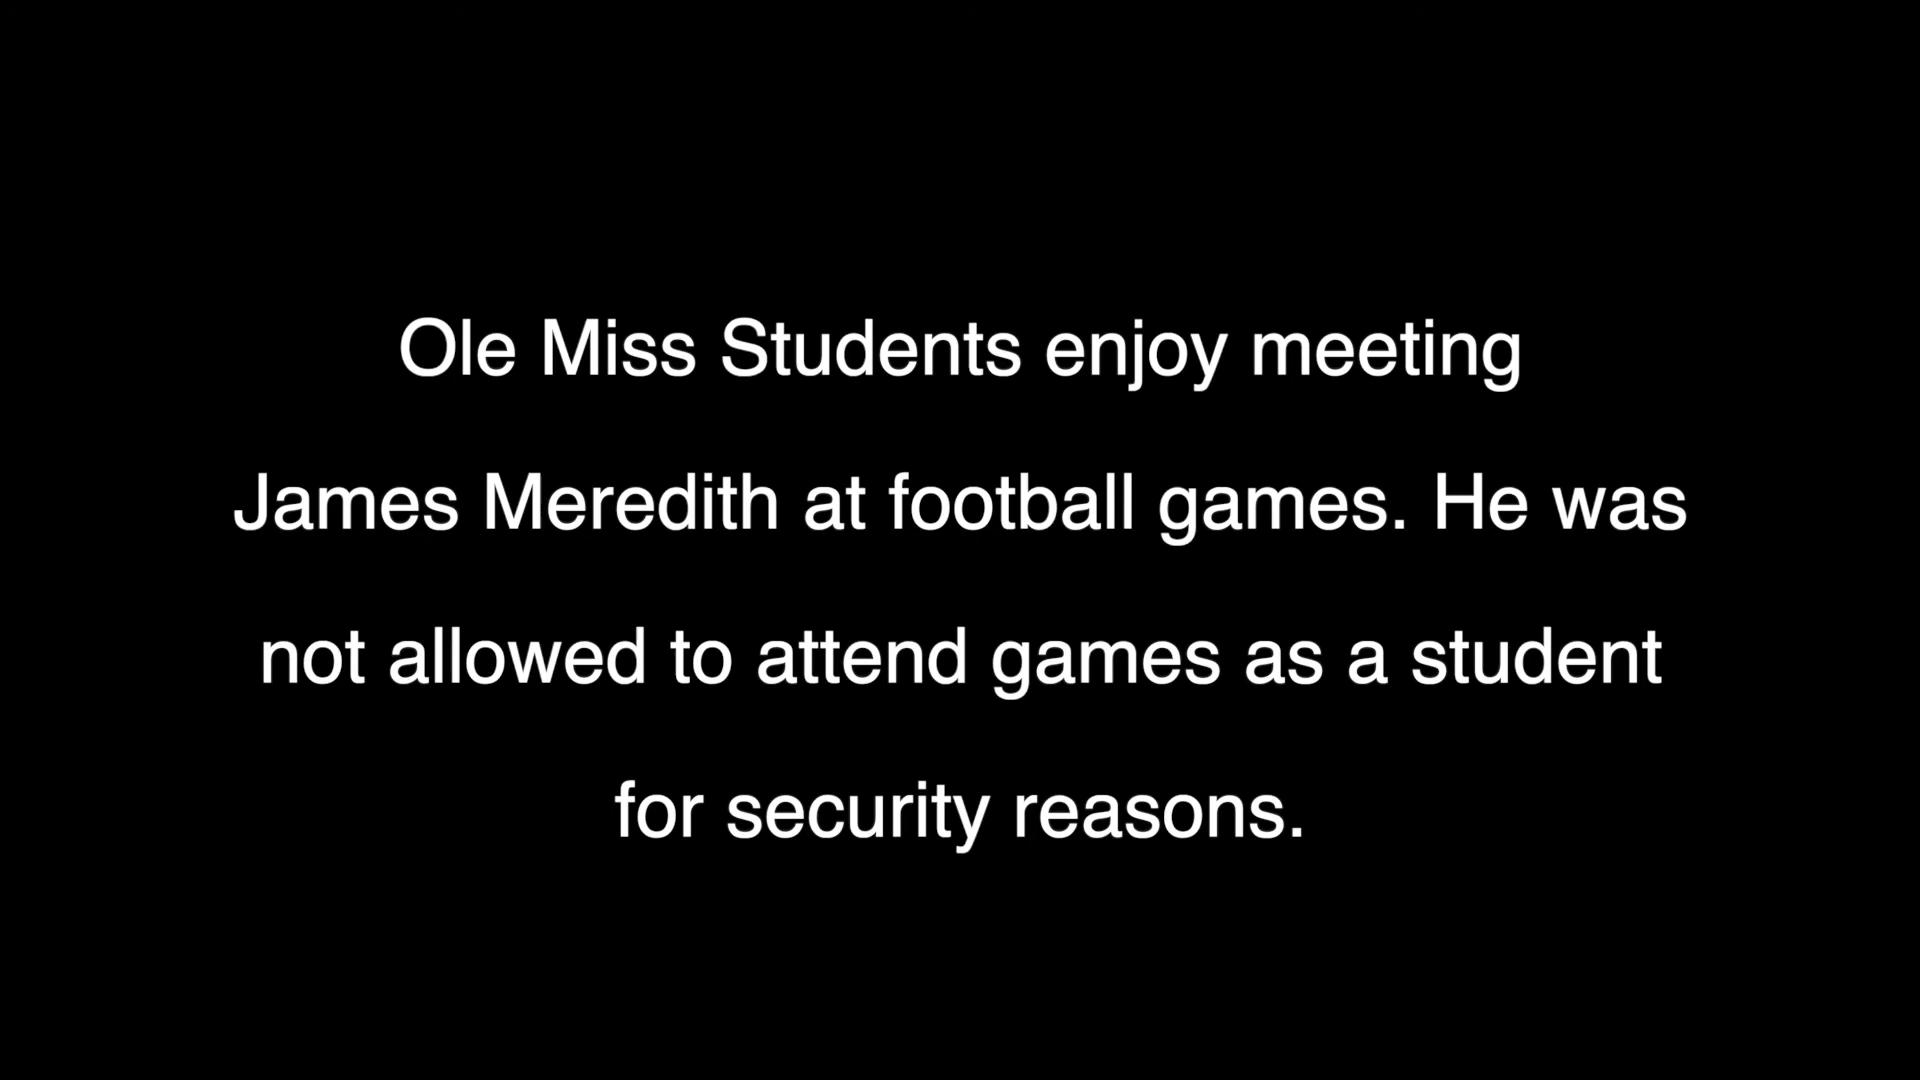 Ole Miss Students enjoy meeting
James Meredith at football games. He was
not allowed to attend games as a student
for security reasons.